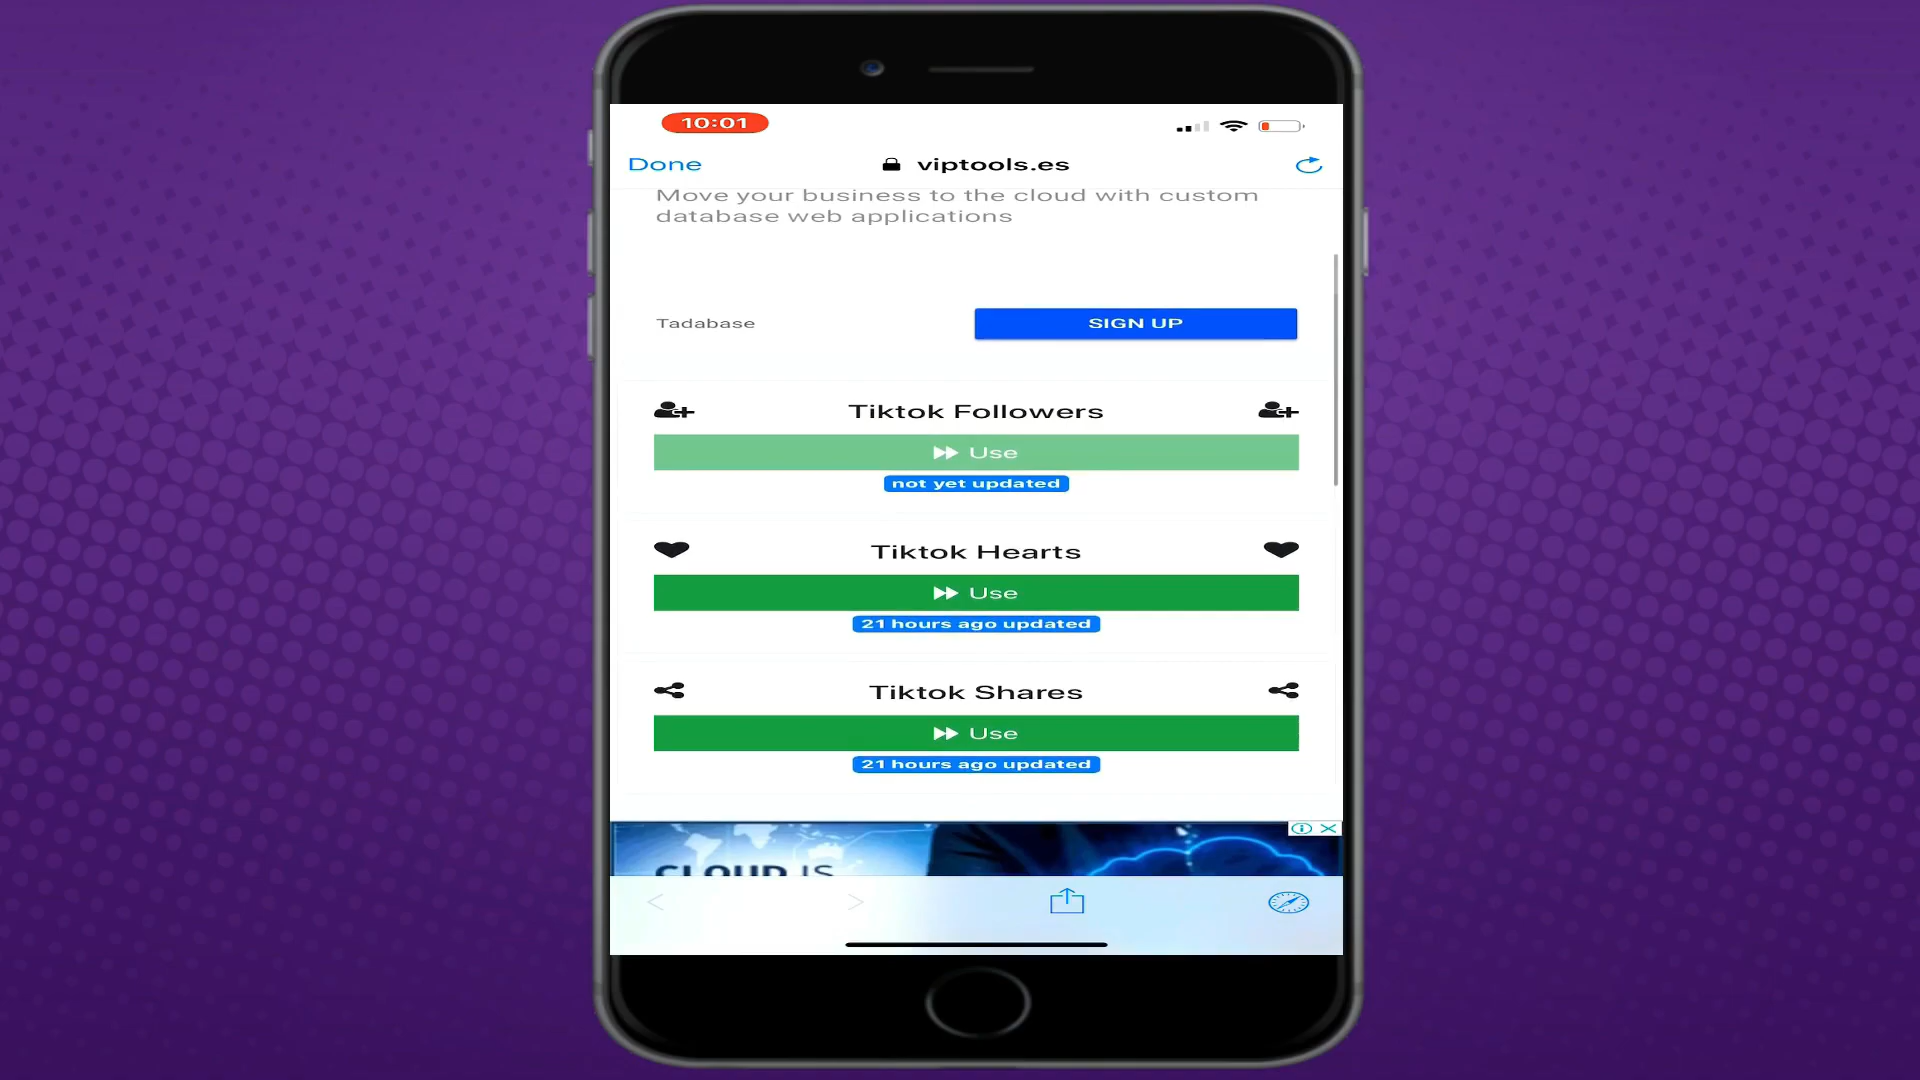 10:01
Done
viptools.es
Move your business to the cloud with custom
database web applications
Tadabase
SIGN UP
Tiktok Followers
Use
not yet updated
Tiktok Hearts
Use
21 hours ago updated
Tiktok Shares
Use
21 hours ago updated
CLOUD IS